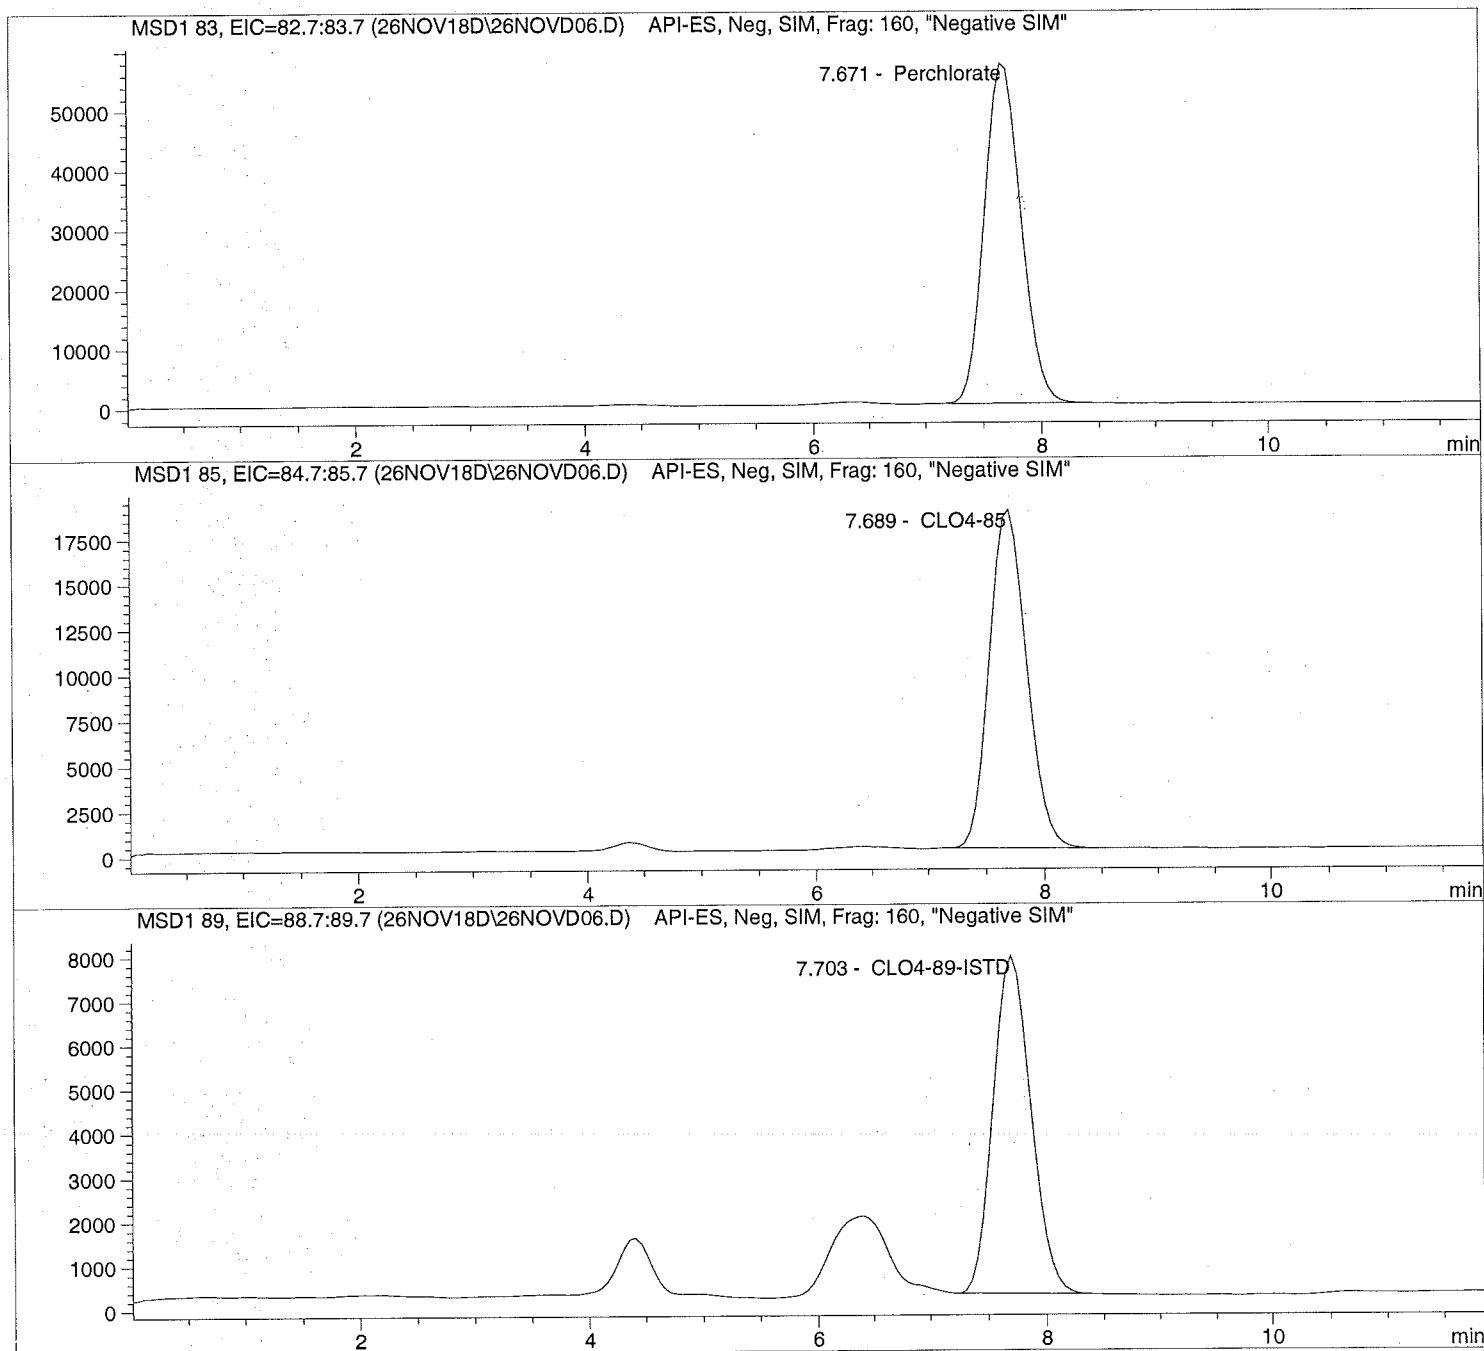 MSD1 83, EIC=82.7:83.7 (26NOV18D\26NOVD06.D) API-ES, Neg, SIM, Frag: 160, "Negative SIM"
7.671 - Perchlorate
50000
40000
30000
20000
10000
0
2 4 6 8 10 min
MSD1 85, EIC=84.7:85.7 (26NOV18D\26NOVD06.D) API-ES, Neg, SIM, Frag: 160, "Negative SIM"
7.689 - CLO4-85
17500
15000
12500
10000
7500
5000
2500
0
2 4 6 8 10 min
MSD1 89, EIC=88.7:89.7 (26NOV18D\26NOVD06.D) API-ES, Neg, SIM, Frag: 160, "Negative SIM"
8000
7.703 - CLO4-89-ISTD
7000
6000
5000
4000
3000
2000
1000
0
2 4 6 8 10 min